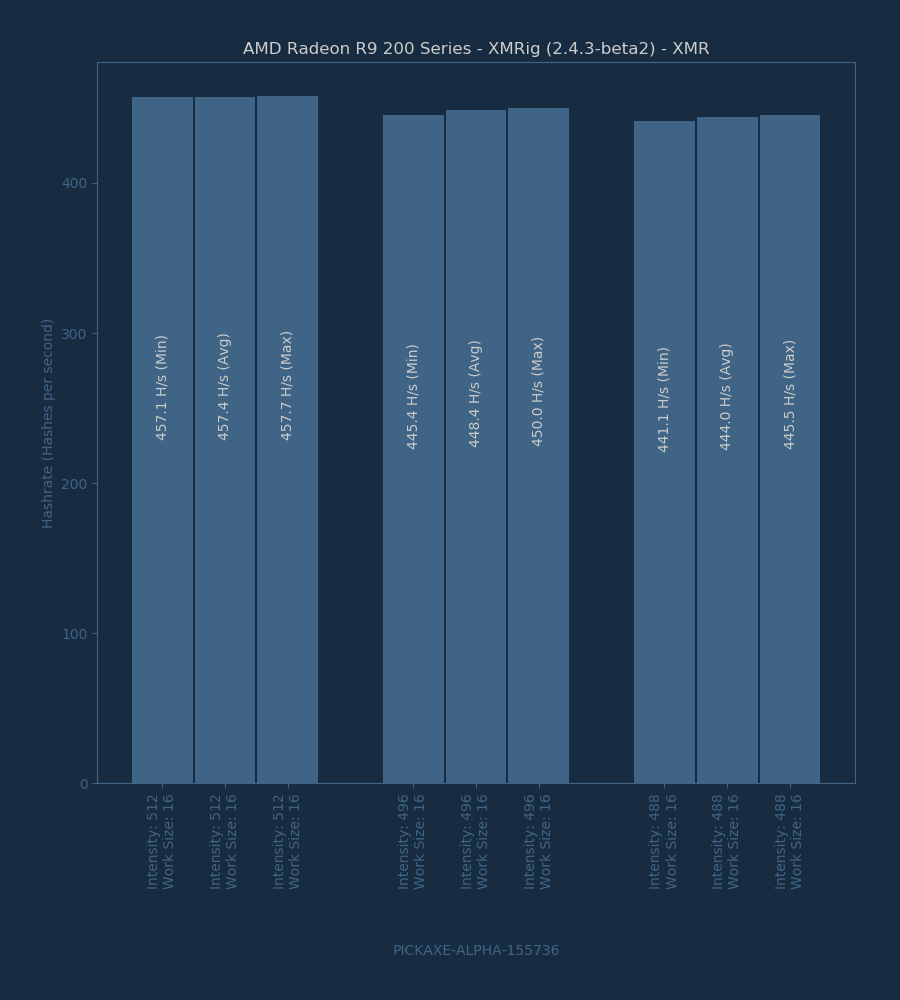 AMD Radeon R9 200 Series - XMRig (2.4.3-beta2) - XMR
Hashrate (Hashes per second)
400
300
200
100
0
457.1 H/s (Min)
457.4 H/s (Avg)
457.7 H/s (Max)
445.4 H/s (Min)
448.4 H/s (Avg)
450.0 H/s (Max)
441.1 H/s (Min)
444.0 H/s (Avg)
445.5 H/s (Max)
Intensity: 512
Work Size: 16
Intensity: 512
Work Size: 16
Intensity: 512
Work Size: 16
Intensity: 496
Work Size: 16
Intensity: 496
Work Size: 16
Intensity: 496
Work Size: 16
Intensity: 488
Work Size: 16
Intensity: 488
Work Size: 16
Intensity: 488
Work Size: 16
PICKAXE-ALPHA-155736